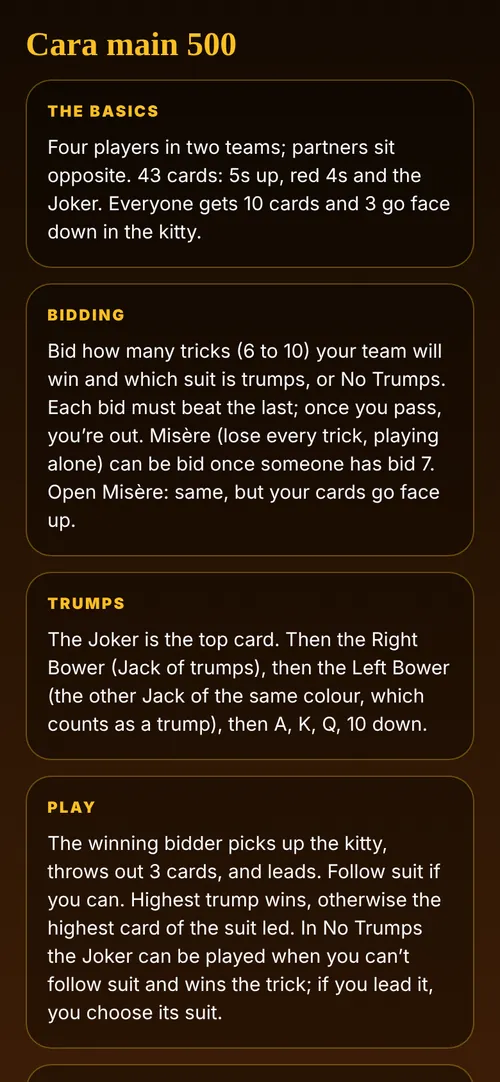 Cara main 500
THE BASICS
Four players in two teams; partners sit
opposite. 43 cards: 5s up, red 4s and the
Joker. Everyone gets 10 cards and 3 go face
down in the kitty.
BIDDING
Bid how many tricks (6 to 10) your team will
win and which suit is trumps, or No Trumps.
Each bid must beat the last; once you pass,
you’re out. Misère (lose every trick, playing
alone) can be bid once someone has bid 7.
Open Misère: same, but your cards go face
up.
TRUMPS
The Joker is the top card. Then the Right
Bower (Jack of trumps), then the Left Bower
(the other Jack of the same colour, which
counts as a trump), then A, K, Q, 10 down.
PLAY
The winning bidder picks up the kitty,
throws out 3 cards, and leads. Follow suit if
you can. Highest trump wins, otherwise the
highest card of the suit led. In No Trumps
the Joker can be played when you can’t
follow suit and wins the trick; if you lead it,
you choose its suit.